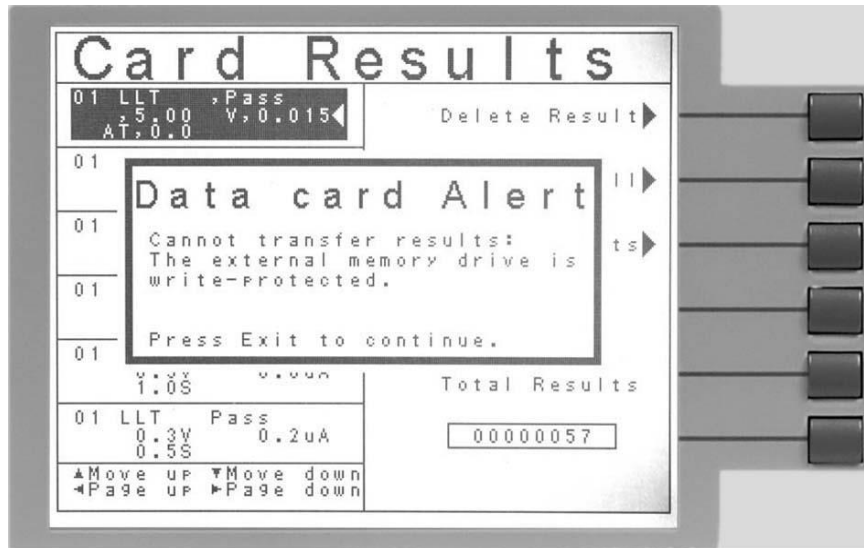 Card Results
01 LLT ,Pass
,5.00 V,0.015
AT,0.0
Delete Result
01
ll
01
ts
01
01
Data card Alert
Cannot transfer results:
The external memory drive is
write-protected.
Press Exit to continue.
1.0S
Total Results
01 LLT Pass
0.3V 0.2uA
0.5S
00000057
▲Move up ▼Move down
◄Page up ►Page down